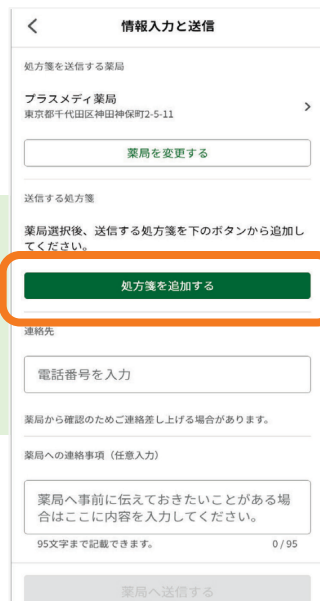 情報入力と送信
処方箋を送信する薬局
プラスメディ薬局
東京都千代田区神田神保町2-5-11
薬局を変更する
送信する処方箋
薬局選択後、送信する処方箋を下のボタンから追加し
てください。
処方箋を追加する
連絡先
電話番号を入力
薬局から確認のためご連絡差し上げる場合があります。
薬局への連絡事項（任意入力）
薬局へ事前に伝えておきたいことがある場
合はここに内容を入力してください。
95文字まで記載できます。 0 / 95
薬局へ送信する